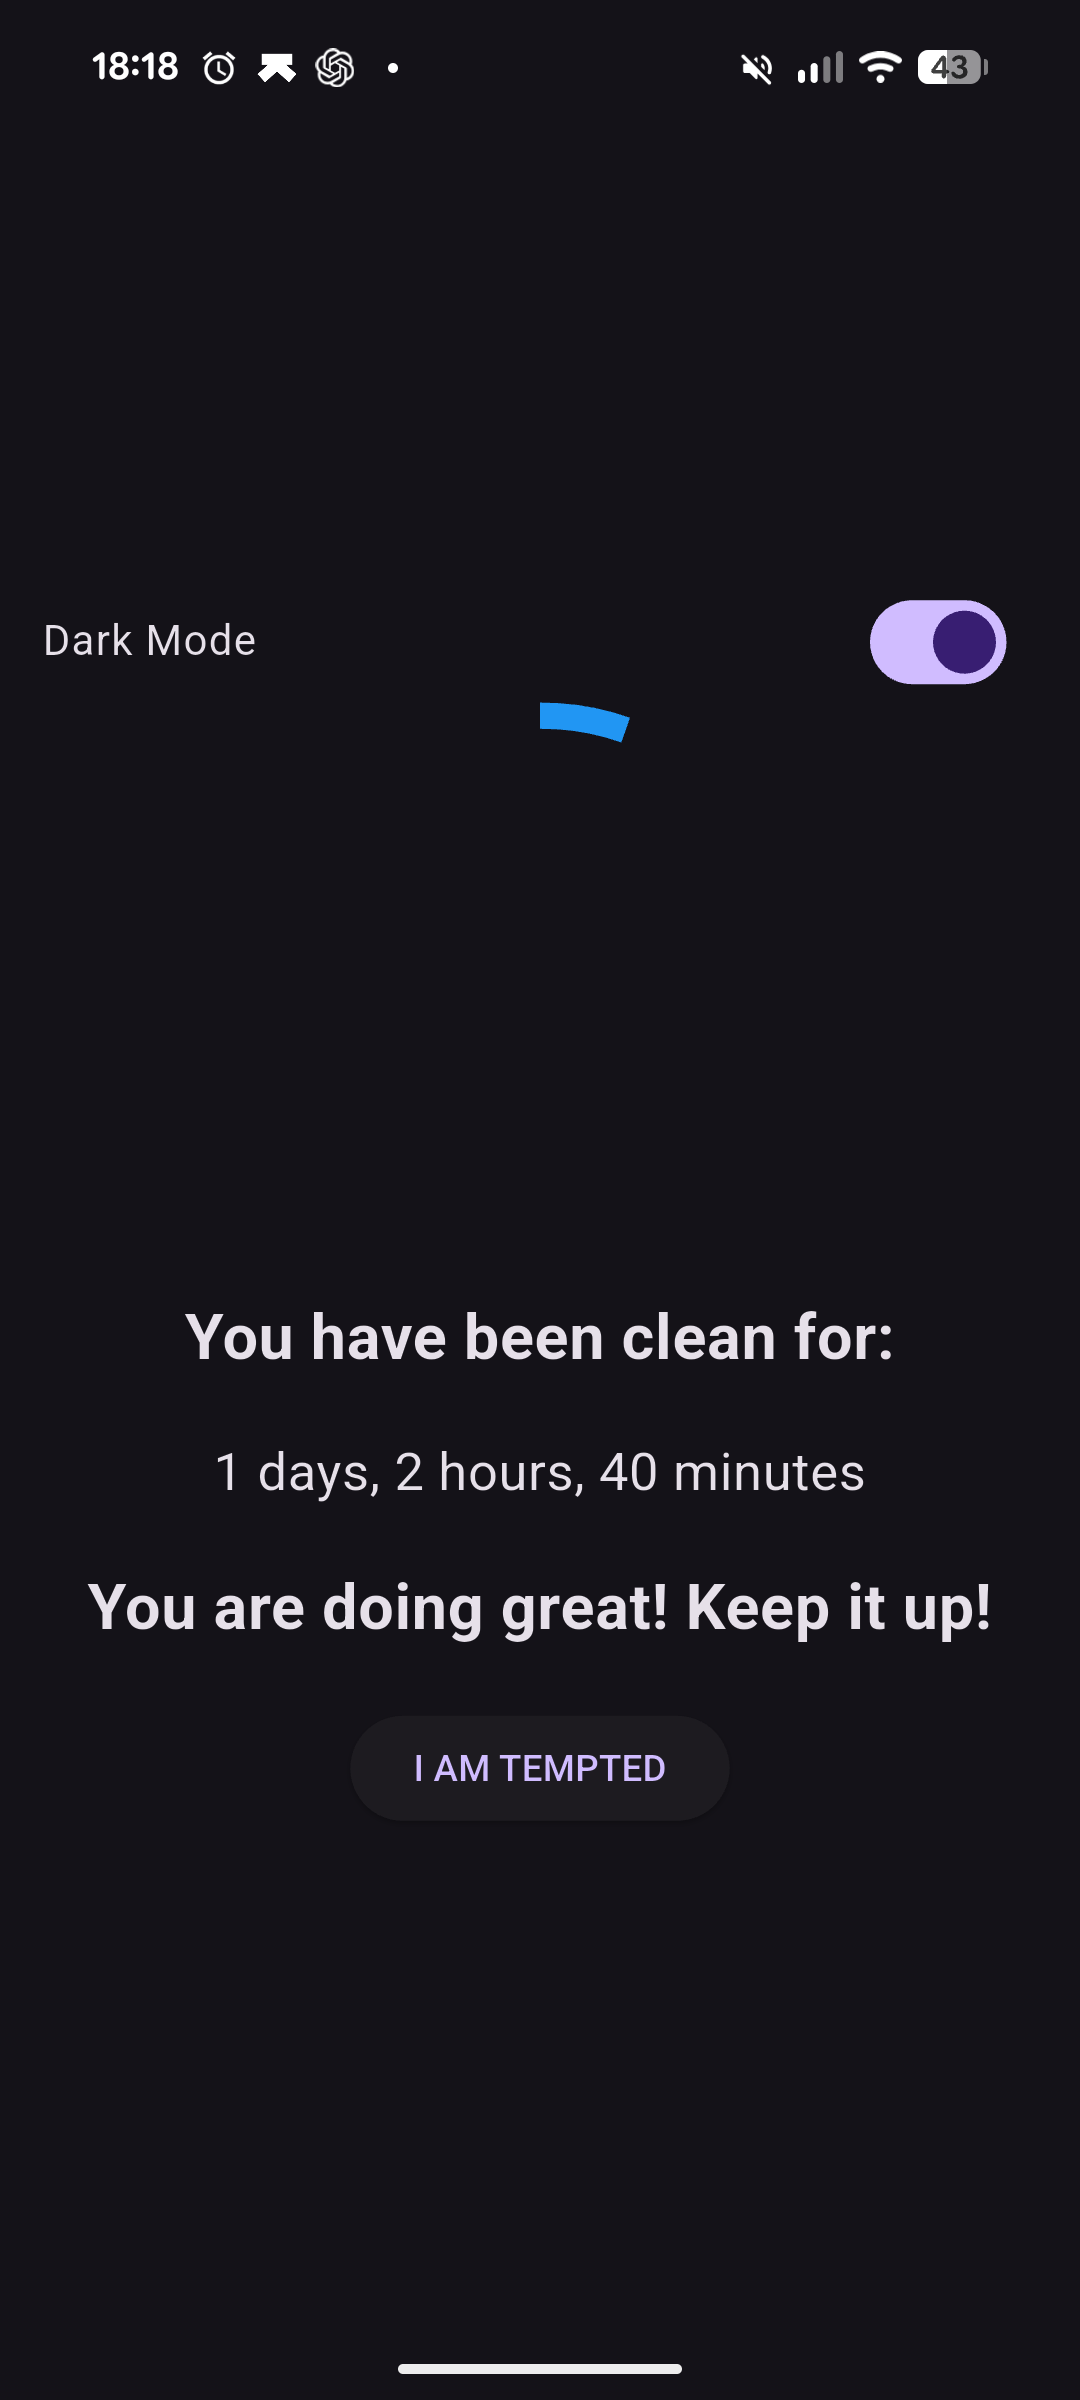 18:18
43
Dark Mode
You have been clean for:
1 days, 2 hours, 40 minutes
You are doing great! Keep it up!
I AM TEMPTED